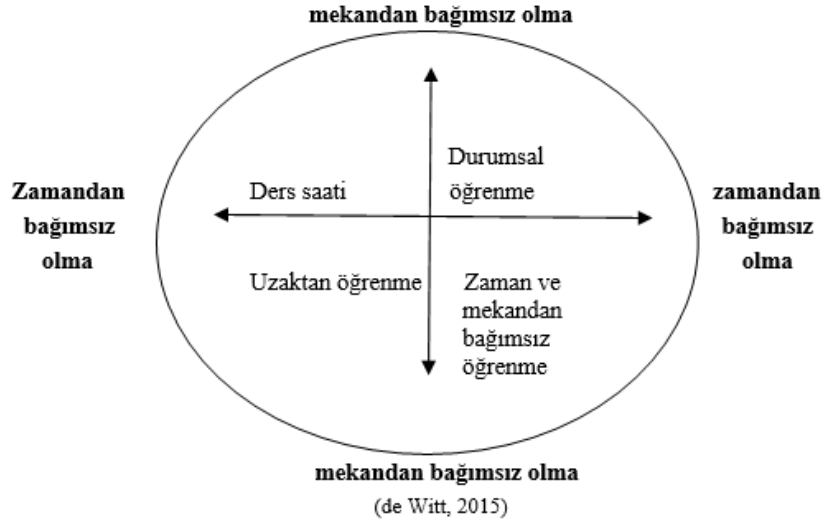 mekandan bağımsız olma
Durumsal
öğrenme
Ders saati
Zamandan
bağımsız
olma
zamandan
bağımsız
olma
Uzaktan öğrenme
Zaman ve
mekandan
bağımsız
öğrenme
mekandan bağımsız olma
(de Witt, 2015)